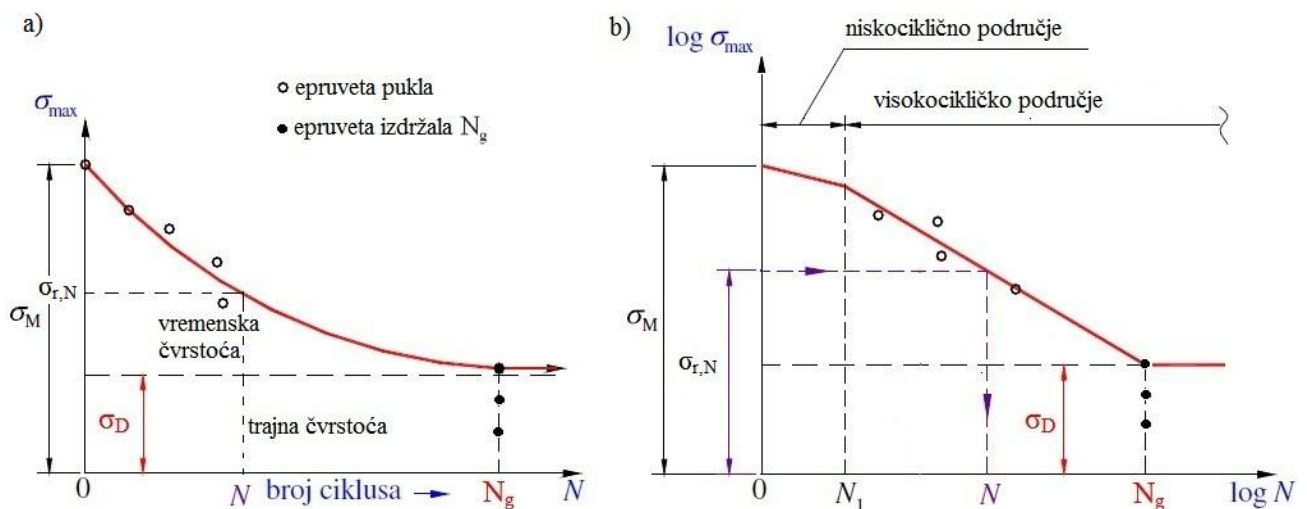 a)
σmax
epruveta pukla
epruveta izdržala Ng
σM
σr,N
vremenska
čvrstoća
σD
trajna čvrstoća
0
N
broj ciklusa
Ng
N
b)
log σmax
niskociklično područje
visokocikličko područje
σM
σr,N
σD
0
N1
N
Ng
log N